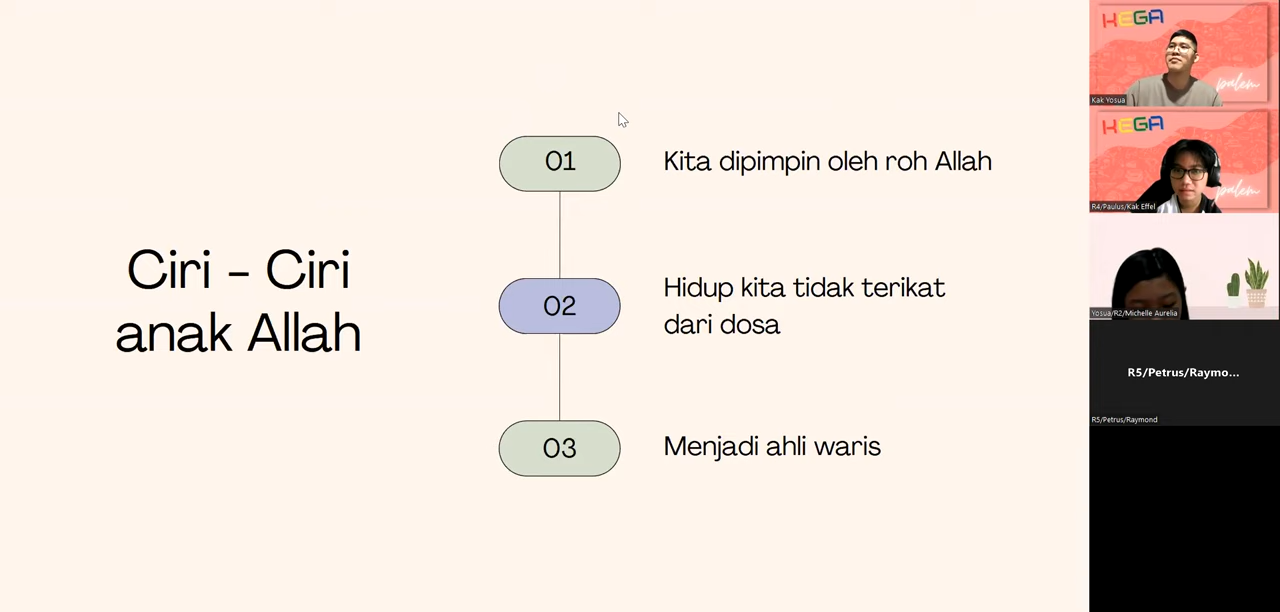 Ciri - Ciri
anak Allah
01
Kita dipimpin oleh roh Allah
02
Hidup kita tidak terikat
dari dosa
03
Menjadi ahli waris
HEGA
palem
Kak Yosua
HEGA
palem
R4/Paulus/Kak Effel
Yosua/R2/Michelle Aurelia
R5/Petrus/Raymo...
R5/Petrus/Raymond